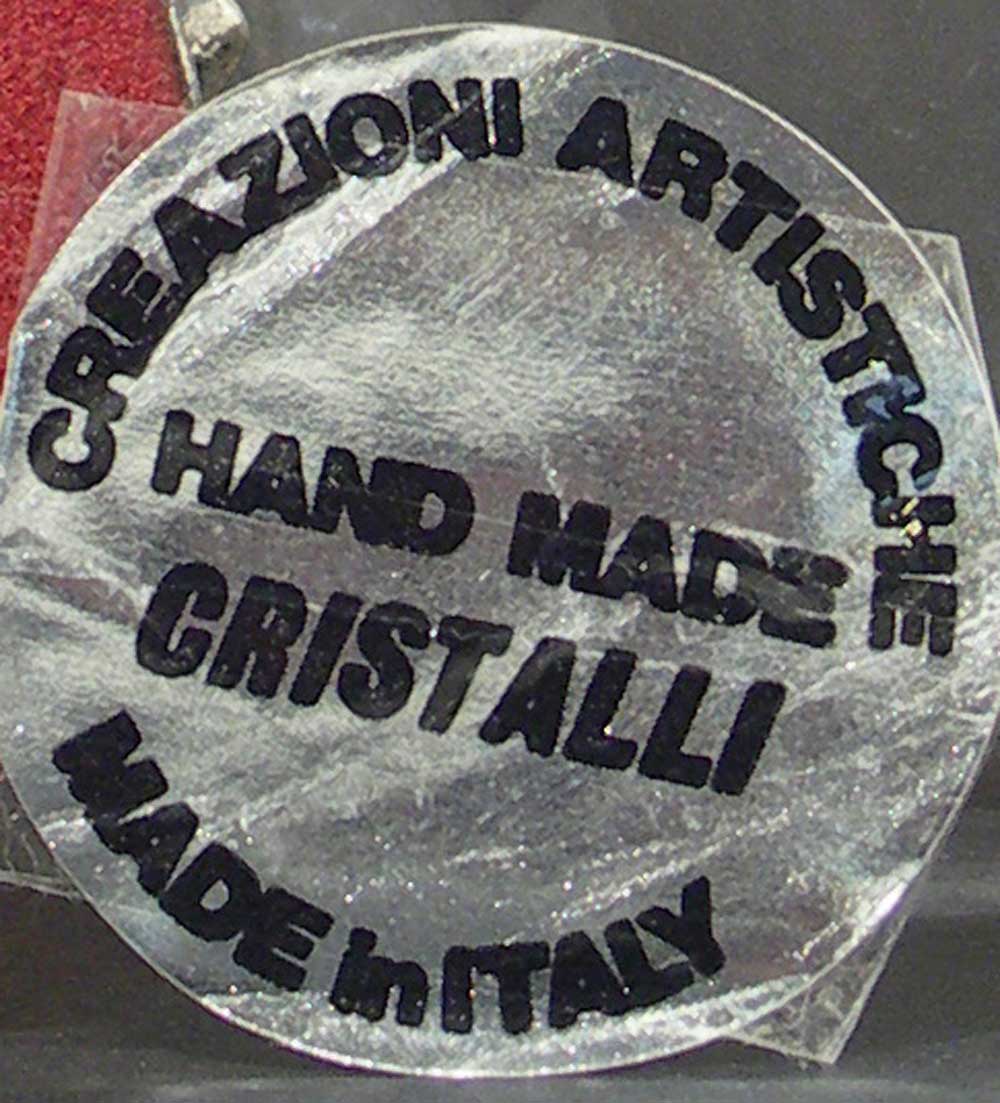 CREAZIONI ARTISTICHE
HAND MADE
CRISTALLI
MADE in ITALY